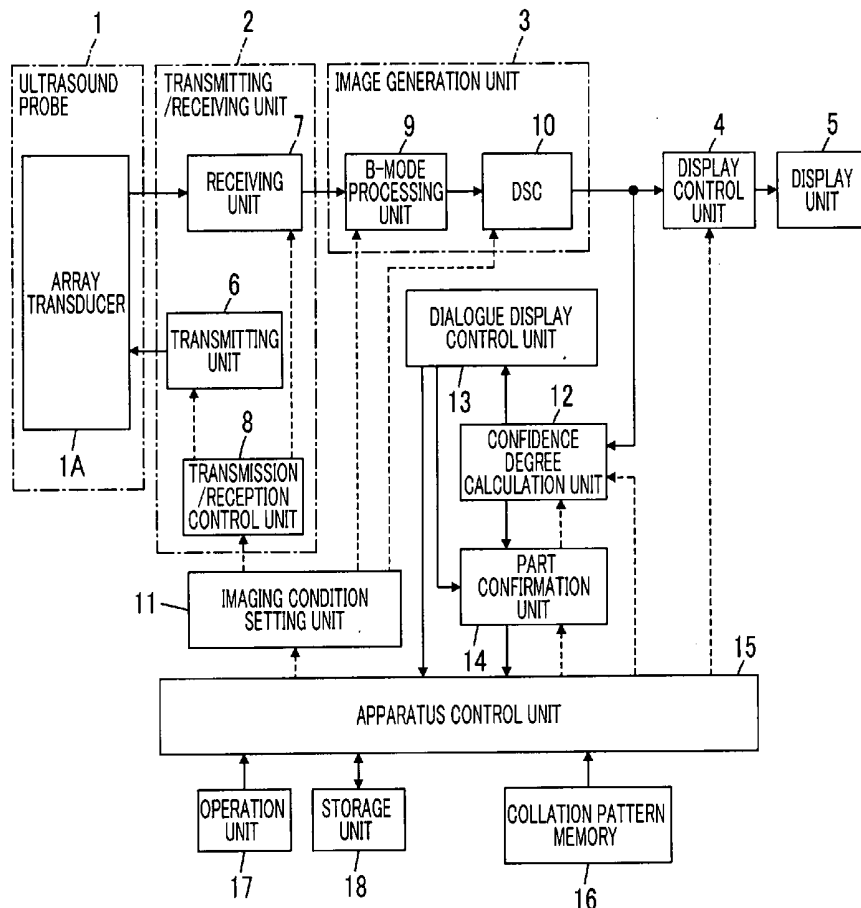 1
2
3
ULTRASOUND
PROBE
TRANSMITTING
/RECEIVING UNIT
IMAGE GENERATION UNIT
7
9
10
4
5
RECEIVING
UNIT
B-MODE
PROCESSING
UNIT
DSC
DISPLAY
CONTROL
UNIT
DISPLAY
UNIT
ARRAY
TRANSDUCER
6
TRANSMITTING
UNIT
DIALOGUE DISPLAY
CONTROL UNIT
13
12
1A
8
TRANSMISSION
/RECEPTION
CONTROL UNIT
CONFIDENCE
DEGREE
CALCULATION UNIT
11
IMAGING CONDITION
SETTING UNIT
PART
CONFIRMATION
UNIT
14
15
APPARATUS CONTROL UNIT
OPERATION
UNIT
STORAGE
UNIT
COLLATION PATTERN
MEMORY
17
18
16